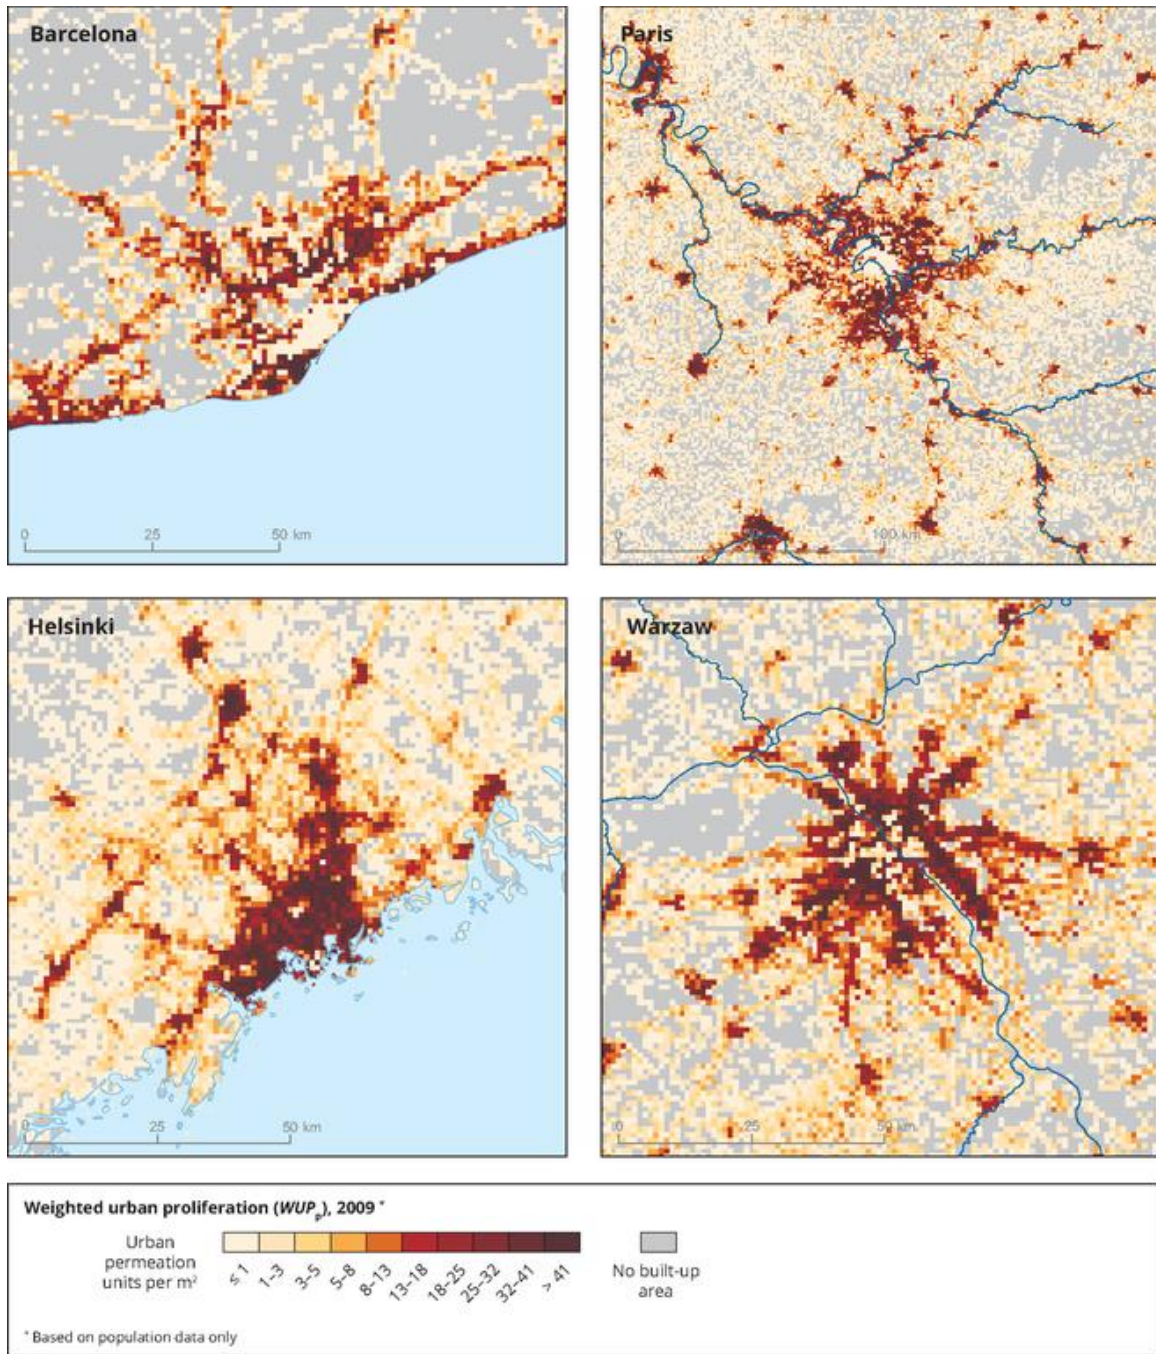 Barcelona
Paris
0 25 50 km
0 100 km
Helsinki
Warzaw
0 25 50 km
0 25 50 km
Weighted urban proliferation (WUPp), 2009 *
Urban
permeation
units per m²
≤ 1 1–3 3–5 5–8 8–13 13–18 18–25 25–32 32–41 > 41
No built-up
area
* Based on population data only